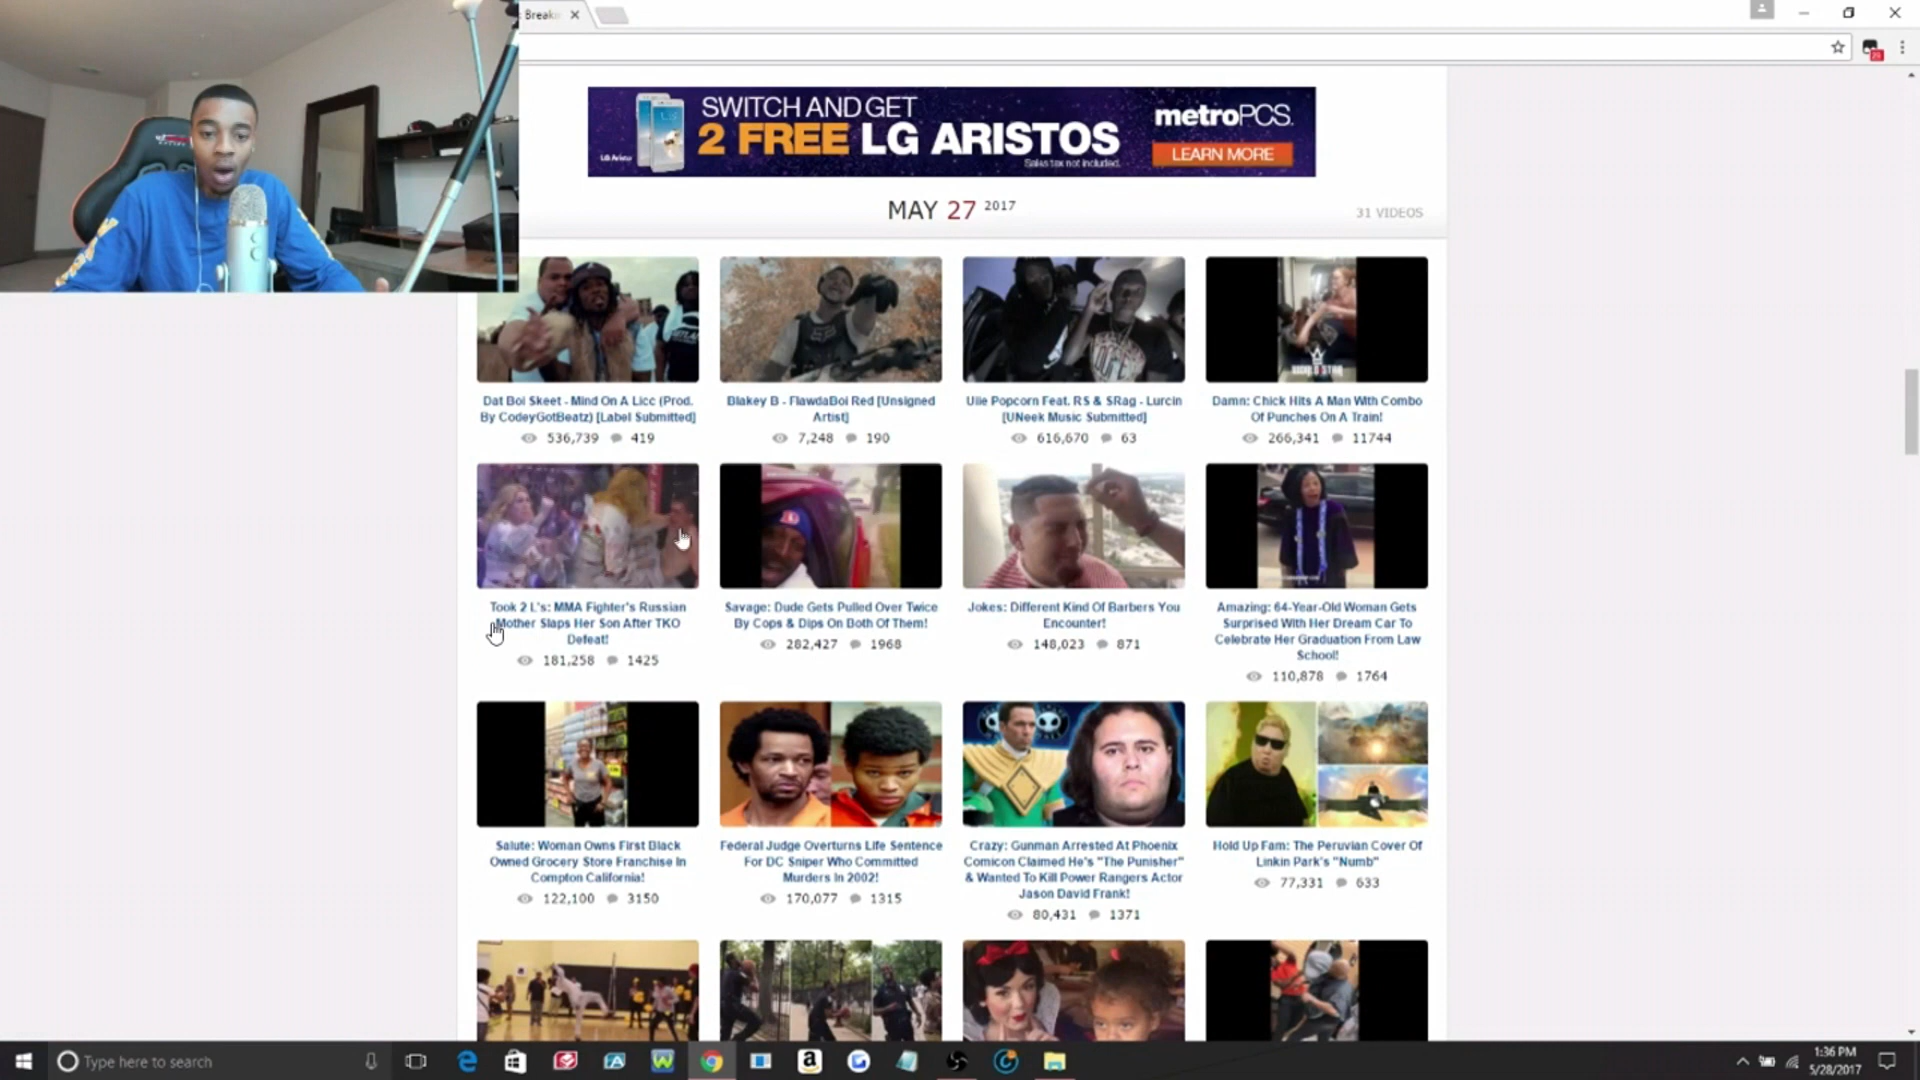 Breakin
SWITCH AND GET
2 FREE LG ARISTOS
LG Aristo
Sales tax not included.
metroPCS.
LEARN MORE
MAY 27 2017
31 VIDEOS
Dat Boi Skeet - Mind On A Licc (Prod.
By CodeyGotBeatz) [Label Submitted]
536,739 419
Blakey B - FlawdaBoi Red [Unsigned
Artist]
7,248 190
Ulie Popcorn Feat. RS & SRag - Lurcin
[UNeek Music Submitted]
616,670 63
Damn: Chick Hits A Man With Combo
Of Punches On A Train!
266,341 11744
Took 2 L's: MMA Fighter's Russian
Mother Slaps Her Son After TKO
Defeat!
181,258 1425
Savage: Dude Gets Pulled Over Twice
By Cops & Dips On Both Of Them!
282,427 1968
Jokes: Different Kind Of Barbers You
Encounter!
148,023 871
Amazing: 64-Year-Old Woman Gets
Surprised With Her Dream Car To
Celebrate Her Graduation From Law
School!
110,878 1764
Salute: Woman Owns First Black
Owned Grocery Store Franchise In
Compton California!
122,100 3150
Federal Judge Overturns Life Sentence
For DC Sniper Who Committed
Murders In 2002!
170,077 1315
Crazy: Gunman Arrested At Phoenix
Comicon Claimed He's "The Punisher"
& Wanted To Kill Power Rangers Actor
Jason David Frank!
80,431 1371
Hold Up Fam: The Peruvian Cover Of
Linkin Park's "Numb"
77,331 633
Type here to search
1:36 PM
5/28/2017